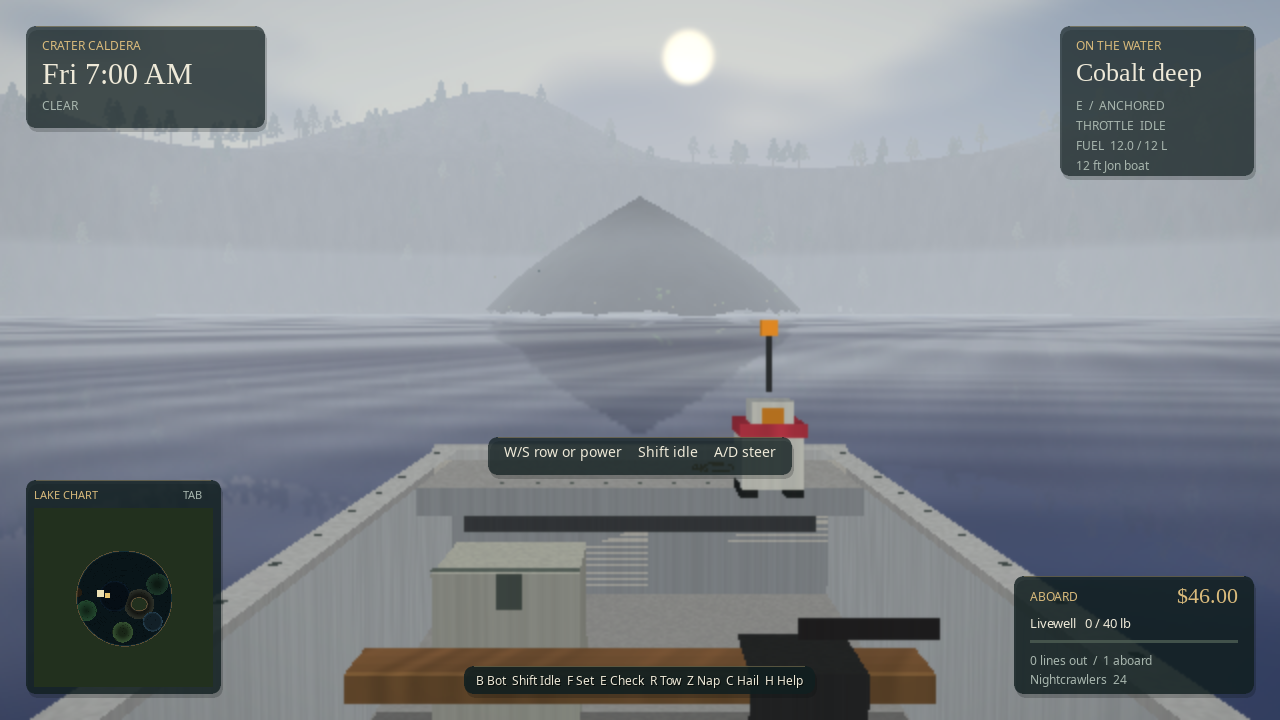 CRATER CALDERA
Fri 7:00 AM
CLEAR
ON THE WATER
Cobalt deep
E / ANCHORED
THROTTLE IDLE
FUEL 12.0 / 12 L
12 ft Jon boat
W/S row or power Shift idle A/D steer
LAKE CHART TAB
ABOARD $46.00
Livewell 0 / 40 lb
0 lines out / 1 aboard
Nightcrawlers 24
B Bot Shift Idle F Set E Check R Tow Z Nap C Hail H Help